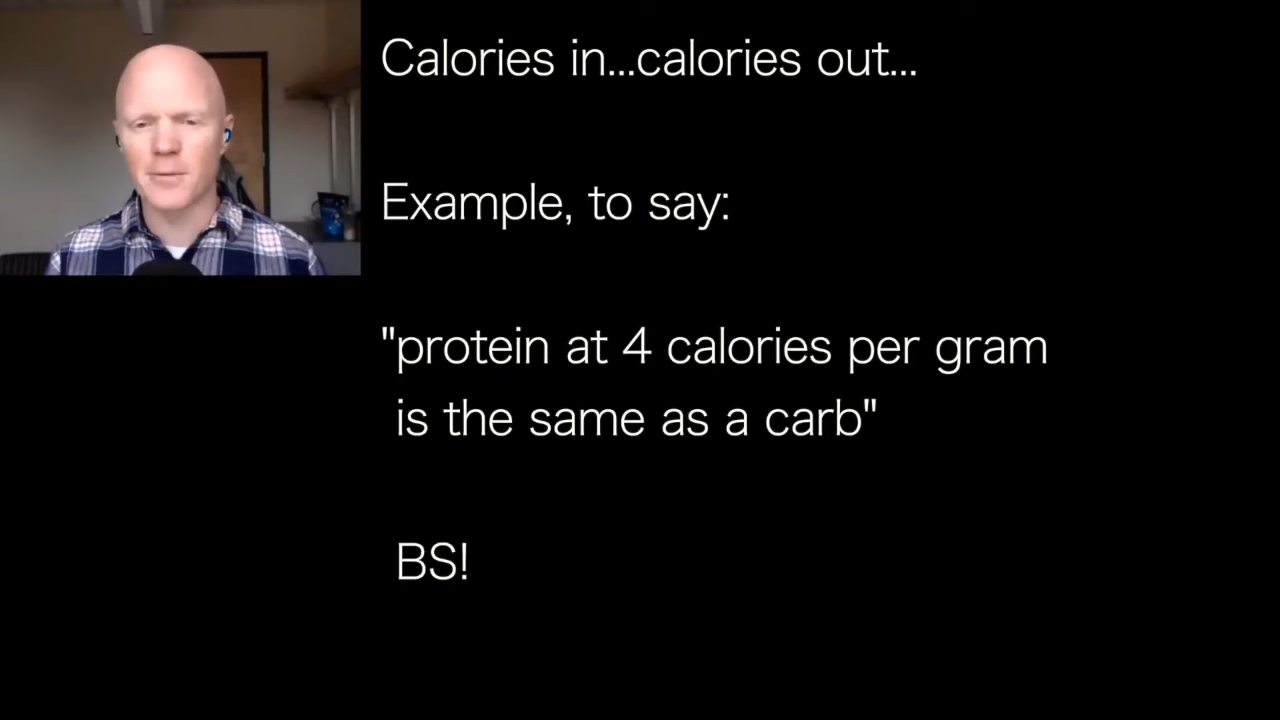 Calories in...calories out...
Example, to say:
"protein at 4 calories per gram
is the same as a carb"
BS!